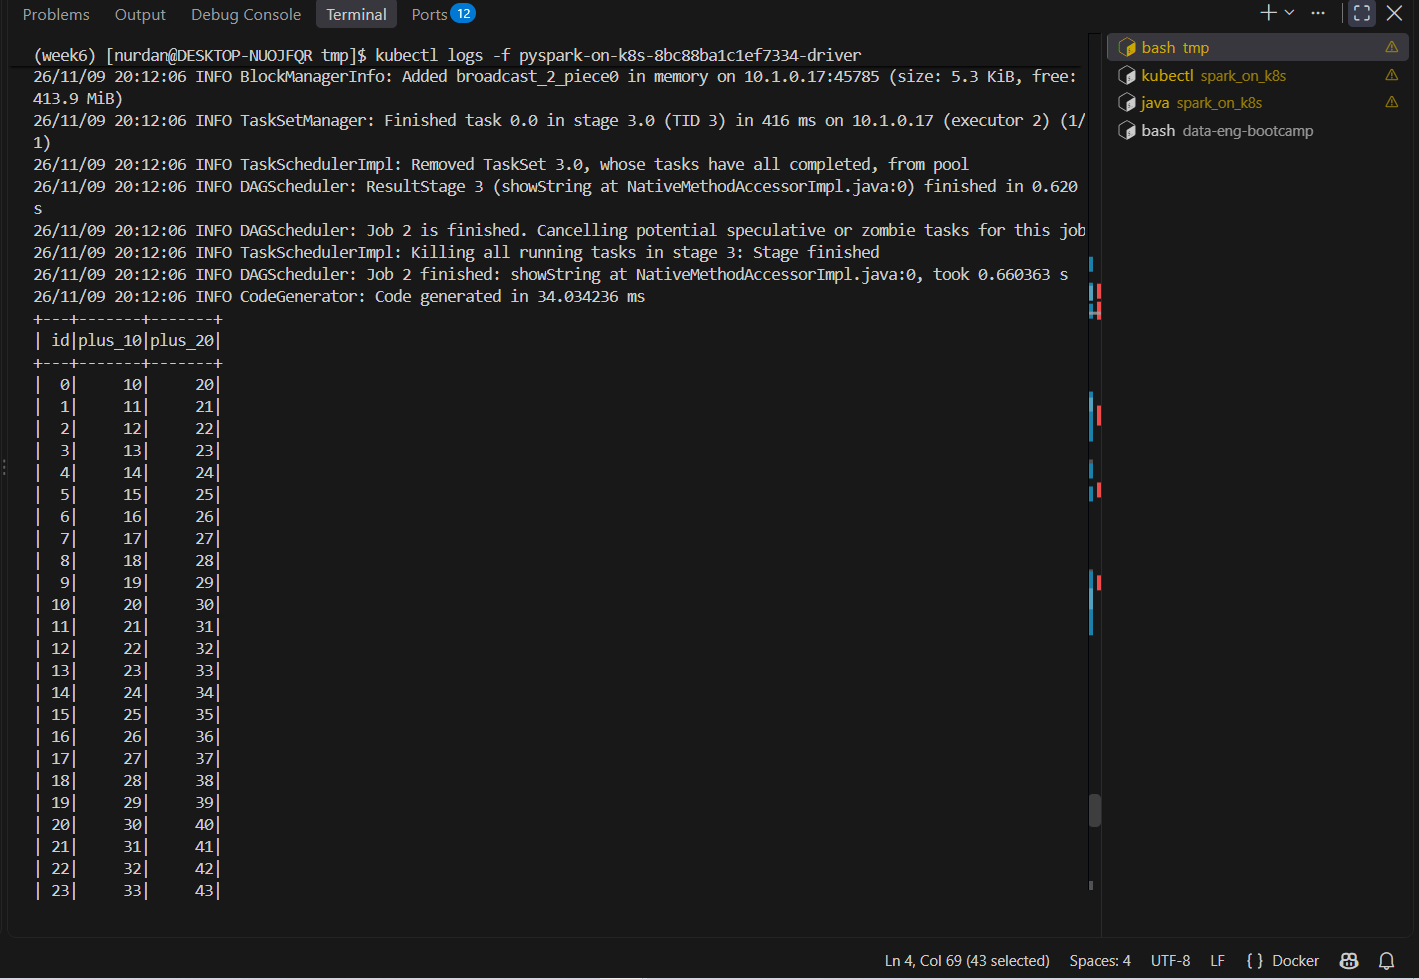 Problems Output Debug Console Terminal Ports 12
(week6) [nurdan@DESKTOP-NUOJFQR tmp]$ kubectl logs -f pyspark-on-k8s-8bc88ba1c1ef7334-driver
26/11/09 20:12:06 INFO BlockManagerInfo: Added broadcast_2_piece0 in memory on 10.1.0.17:45785 (size: 5.3 KiB, free:
413.9 MiB)
26/11/09 20:12:06 INFO TaskSetManager: Finished task 0.0 in stage 3.0 (TID 3) in 416 ms on 10.1.0.17 (executor 2) (1/
1)
26/11/09 20:12:06 INFO TaskSchedulerImpl: Removed TaskSet 3.0, whose tasks have all completed, from pool
26/11/09 20:12:06 INFO DAGScheduler: ResultStage 3 (showString at NativeMethodAccessorImpl.java:0) finished in 0.620
s
26/11/09 20:12:06 INFO DAGScheduler: Job 2 is finished. Cancelling potential speculative or zombie tasks for this job
26/11/09 20:12:06 INFO TaskSchedulerImpl: Killing all running tasks in stage 3: Stage finished
26/11/09 20:12:06 INFO DAGScheduler: Job 2 finished: showString at NativeMethodAccessorImpl.java:0, took 0.660363 s
26/11/09 20:12:06 INFO CodeGenerator: Code generated in 34.034236 ms
+---+-------+-------+
| id|plus_10|plus_20|
+---+-------+-------+
|  0|     10|     20|
|  1|     11|     21|
|  2|     12|     22|
|  3|     13|     23|
|  4|     14|     24|
|  5|     15|     25|
|  6|     16|     26|
|  7|     17|     27|
|  8|     18|     28|
|  9|     19|     29|
| 10|     20|     30|
| 11|     21|     31|
| 12|     22|     32|
| 13|     23|     33|
| 14|     24|     34|
| 15|     25|     35|
| 16|     26|     36|
| 17|     27|     37|
| 18|     28|     38|
| 19|     29|     39|
| 20|     30|     40|
| 21|     31|     41|
| 22|     32|     42|
| 23|     33|     43|
bash tmp
kubectl spark_on_k8s
java spark_on_k8s
bash data-eng-bootcamp
Ln 4, Col 69 (43 selected) Spaces: 4 UTF-8 LF { } Docker